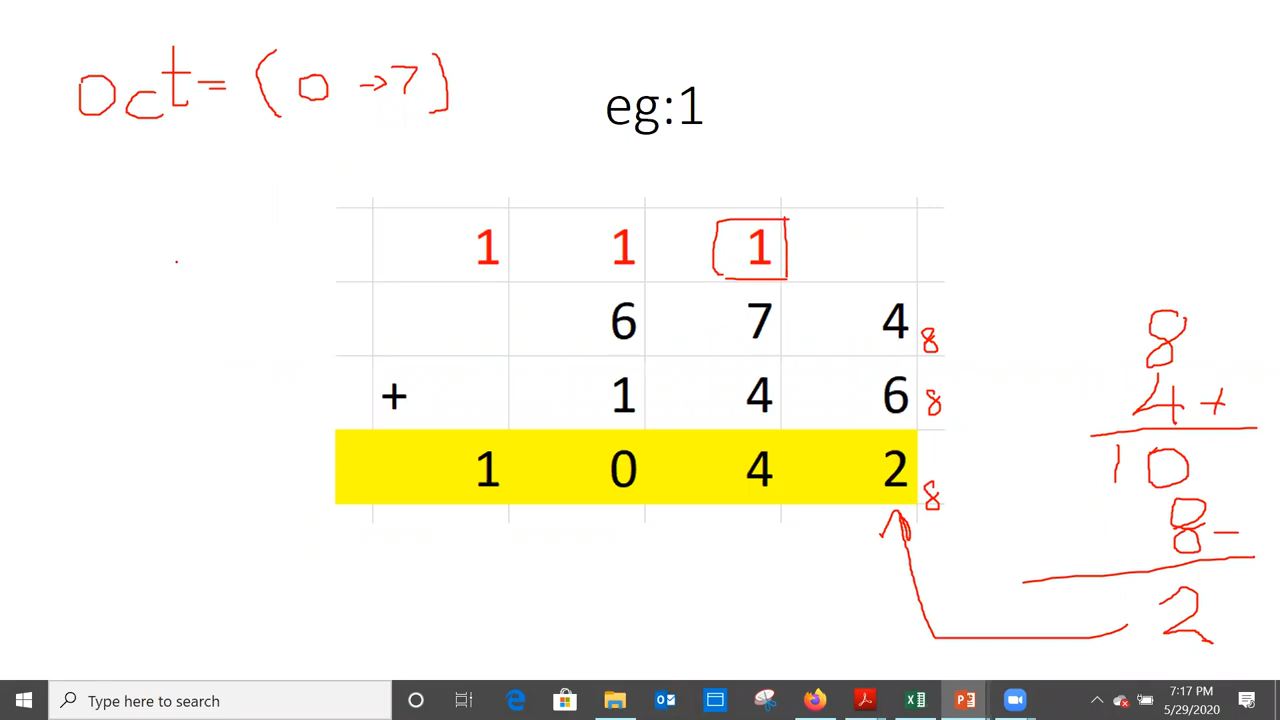 Oct = (0 → 7)
eg:1
1 1 1
6 7 4 8
+ 1 4 6 8
1 0 4 2 8
8
4 +
10
8 -
2
Type here to search
7:17 PM
5/29/2020